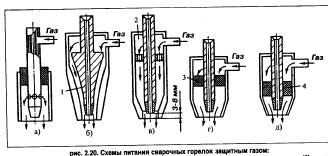 Газ
Газ
2
Газ
Газ
Газ
1
3
4
3-8 мм
а)
б)
в)
г)
д)
рис. 2.20. Схемы питания сварочных горелок защитным газом: